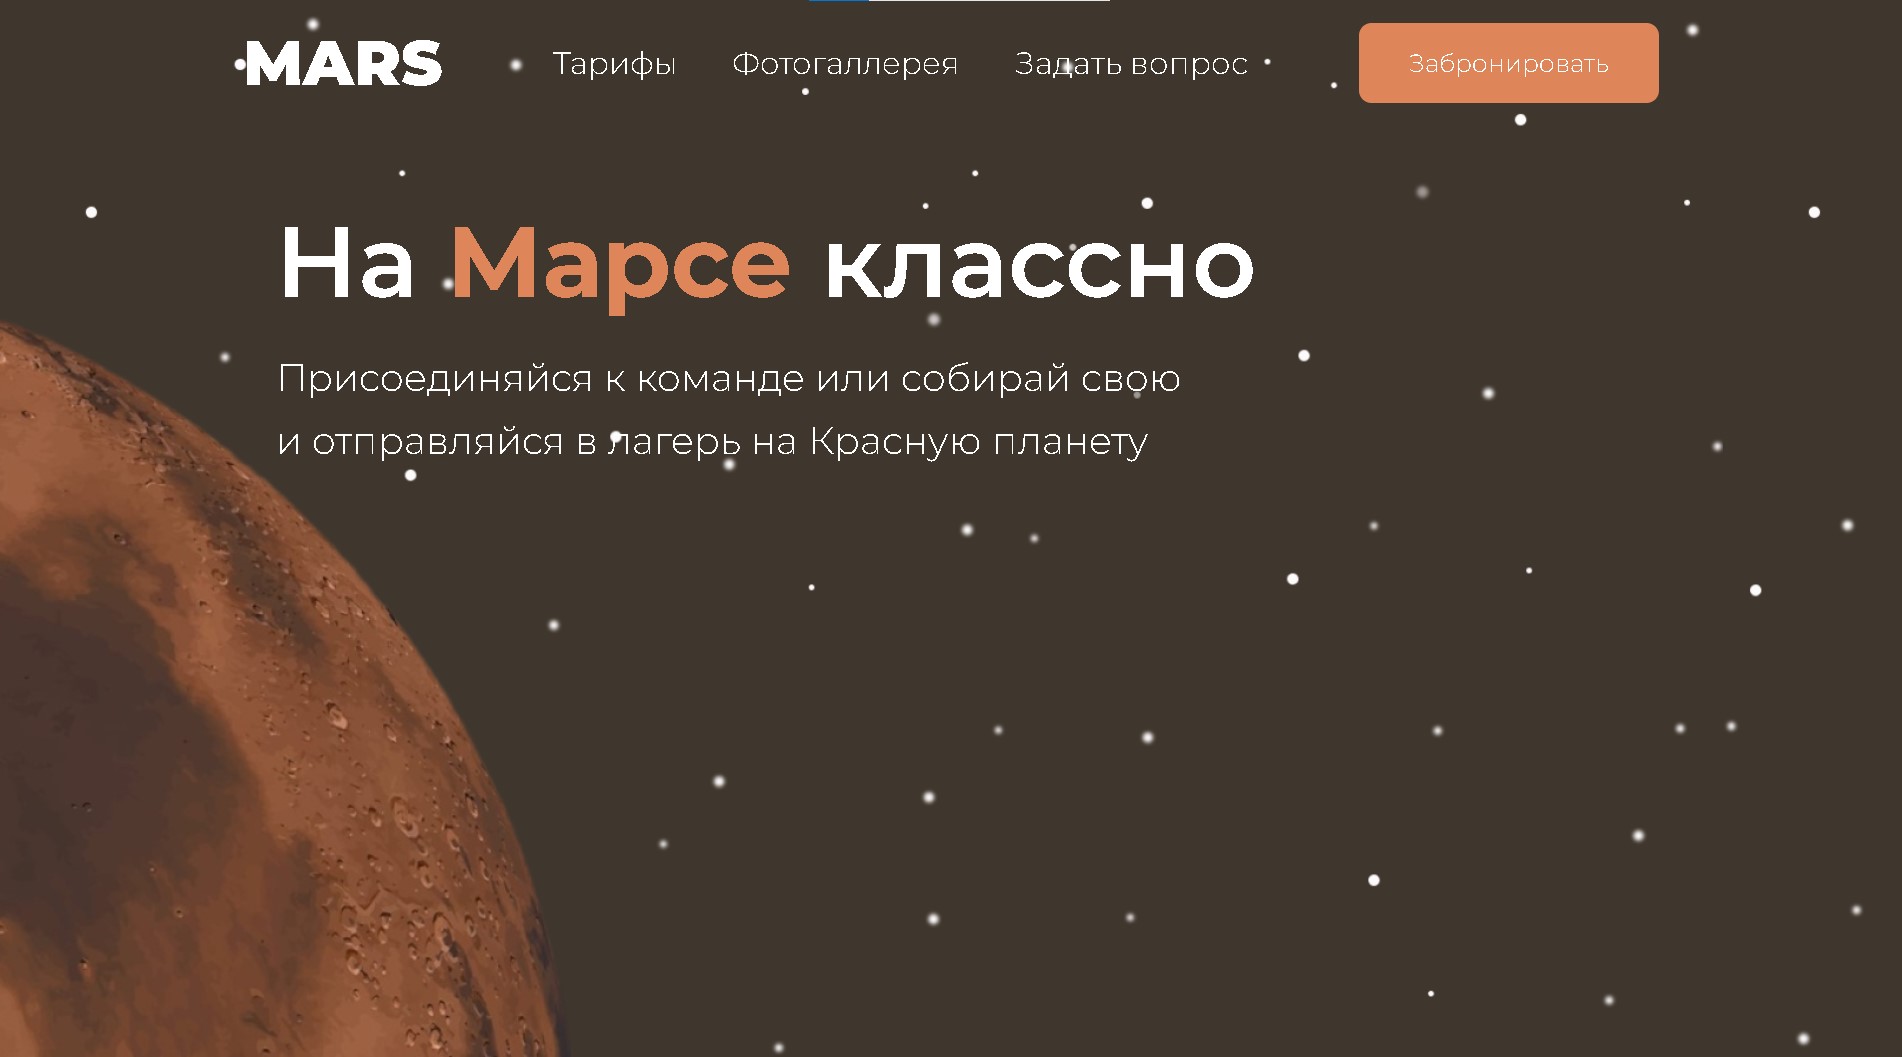 MARS
Тарифы
Фотогаллерея
Задать вопрос
Забронировать
На Марсе классно
Присоединяйся к команде или собирай свою
и отправляйся в лагерь на Красную планету